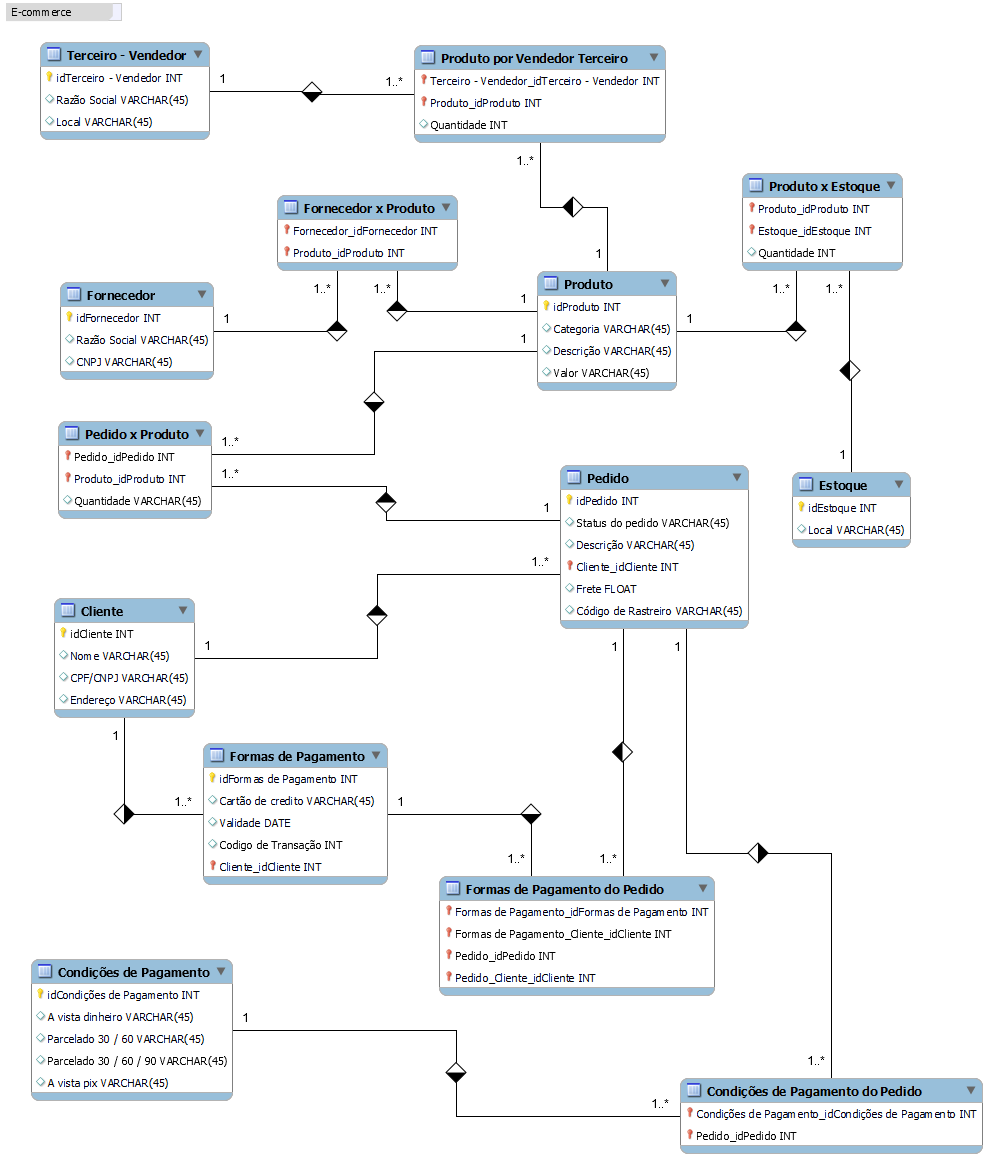 E-commerce
Terceiro - Vendedor
idTerceiro - Vendedor INT
Razão Social VARCHAR(45)
Local VARCHAR(45)
1
1..*
Produto por Vendedor Terceiro
Terceiro - Vendedor_idTerceiro - Vendedor INT
Produto_idProduto INT
Quantidade INT
1..*
1
Produto x Estoque
Produto_idProduto INT
Estoque_idEstoque INT
Quantidade INT
1..*
1..*
Fornecedor x Produto
Fornecedor_idFornecedor INT
Produto_idProduto INT
1..*
1..*
Fornecedor
idFornecedor INT
Razão Social VARCHAR(45)
CNPJ VARCHAR(45)
1
1
1
Produto
idProduto INT
Categoria VARCHAR(45)
Descrição VARCHAR(45)
Valor VARCHAR(45)
1
1
Pedido x Produto
Pedido_idPedido INT
Produto_idProduto INT
Quantidade VARCHAR(45)
1..*
1..*
Estoque
idEstoque INT
Local VARCHAR(45)
Pedido
idPedido INT
Status do pedido VARCHAR(45)
Descrição VARCHAR(45)
Cliente_idCliente INT
Frete FLOAT
Código de Rastreiro VARCHAR(45)
1
1..*
1
1
Cliente
idCliente INT
Nome VARCHAR(45)
CPF/CNPJ VARCHAR(45)
Endereço VARCHAR(45)
1
1
1..*
Formas de Pagamento
idFormas de Pagamento INT
Cartão de credito VARCHAR(45)
Validade DATE
Codigo de Transação INT
Cliente_idCliente INT
1
1..*
1..*
Formas de Pagamento do Pedido
Formas de Pagamento_idFormas de Pagamento INT
Formas de Pagamento_Cliente_idCliente INT
Pedido_idPedido INT
Pedido_Cliente_idCliente INT
Condições de Pagamento
idCondições de Pagamento INT
A vista dinheiro VARCHAR(45)
Parcelado 30 / 60 VARCHAR(45)
Parcelado 30 / 60 / 90 VARCHAR(45)
A vista pix VARCHAR(45)
1
1..*
1..*
Condições de Pagamento do Pedido
Condições de Pagamento_idCondições de Pagamento INT
Pedido_idPedido INT